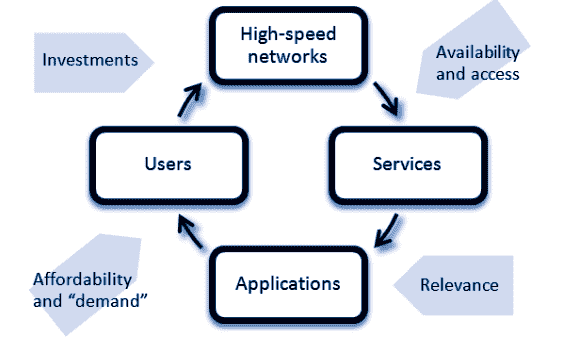 High-speed
networks
Investments
Availability
and access
Users
Services
Affordability
and “demand”
Applications
Relevance